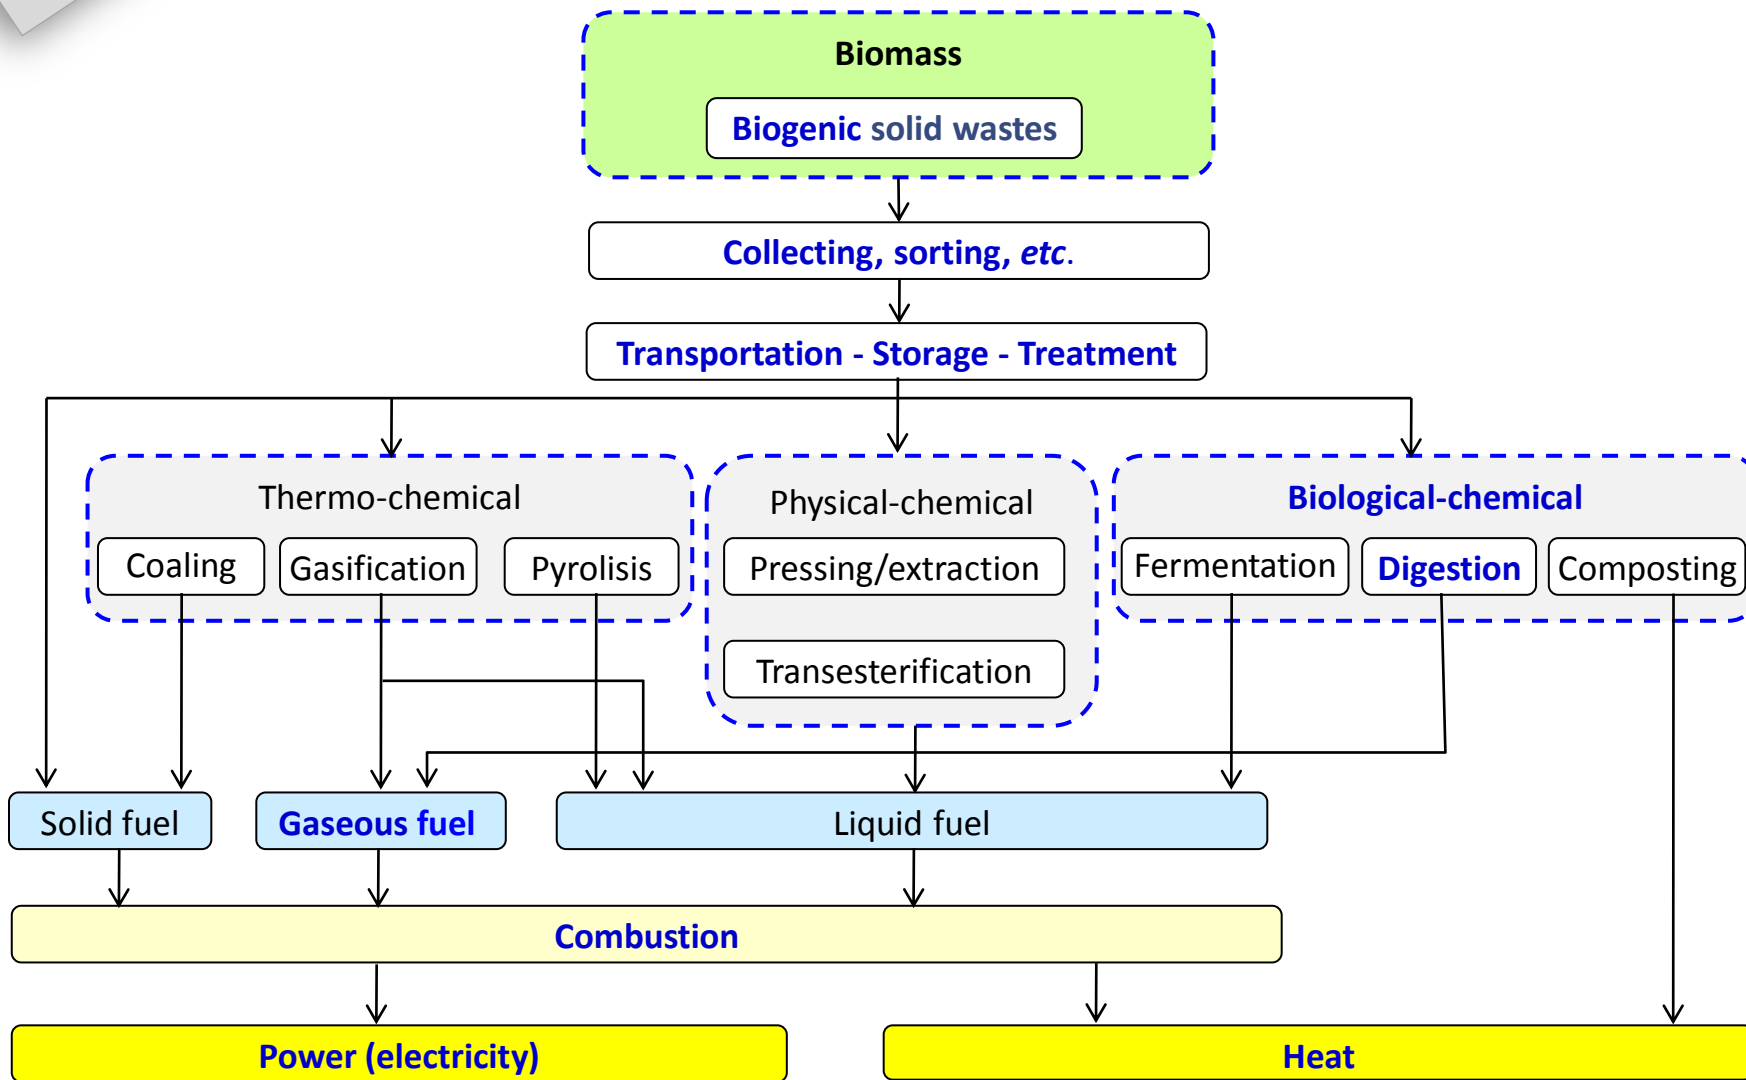 Biomass
Biogenic solid wastes
Collecting, sorting, etc.
Transportation - Storage - Treatment
Thermo-chemical
Physical-chemical
Biological-chemical
Coaling
Gasification
Pyrolisis
Pressing/extraction
Fermentation
Digestion
Composting
Transesterification
Solid fuel
Gaseous fuel
Liquid fuel
Combustion
Power (electricity)
Heat